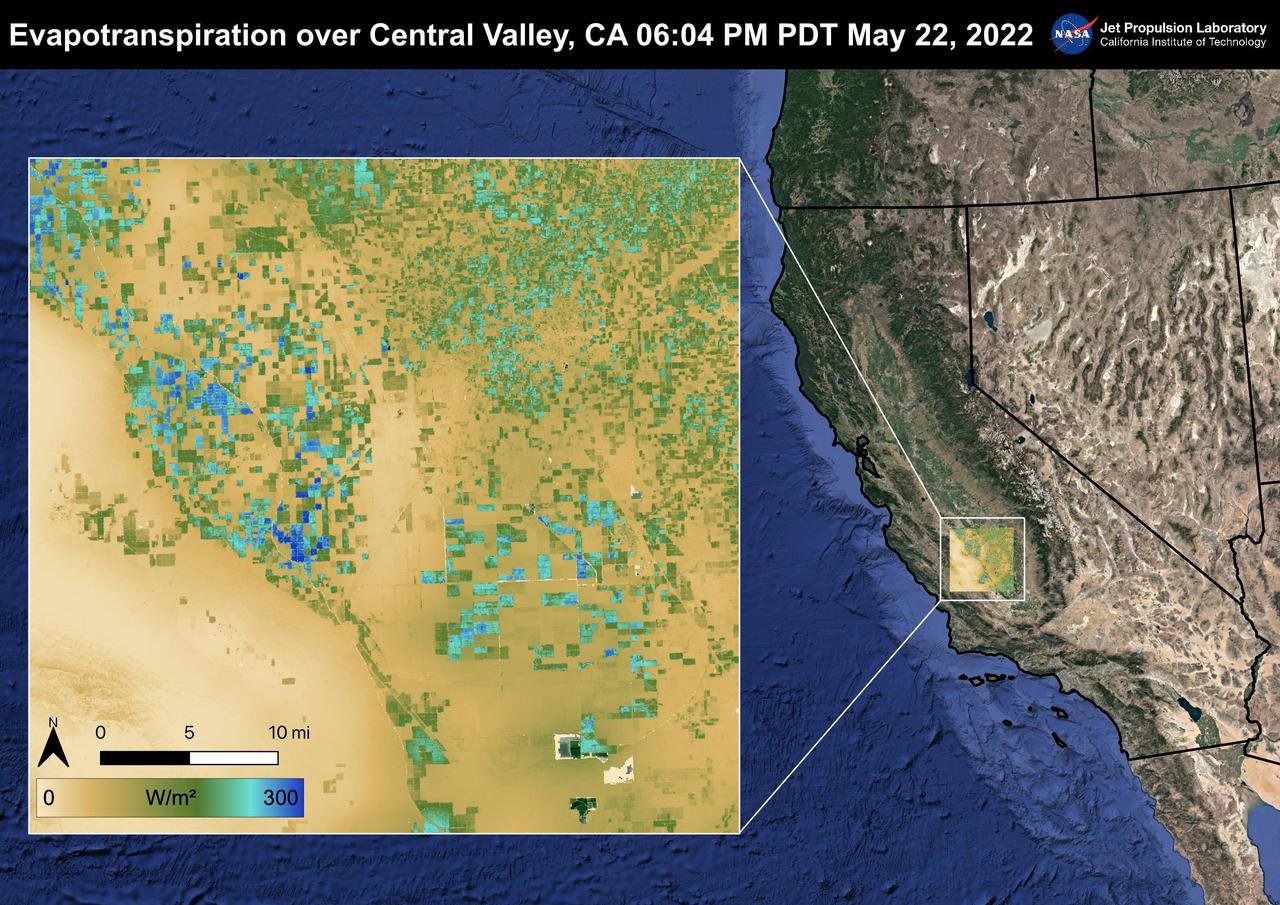 Evapotranspiration over Central Valley, CA 06:04 PM PDT May 22, 2022
NASA
Jet Propulsion Laboratory
California Institute of Technology
N
0 5 10 mi
0 W/m² 300